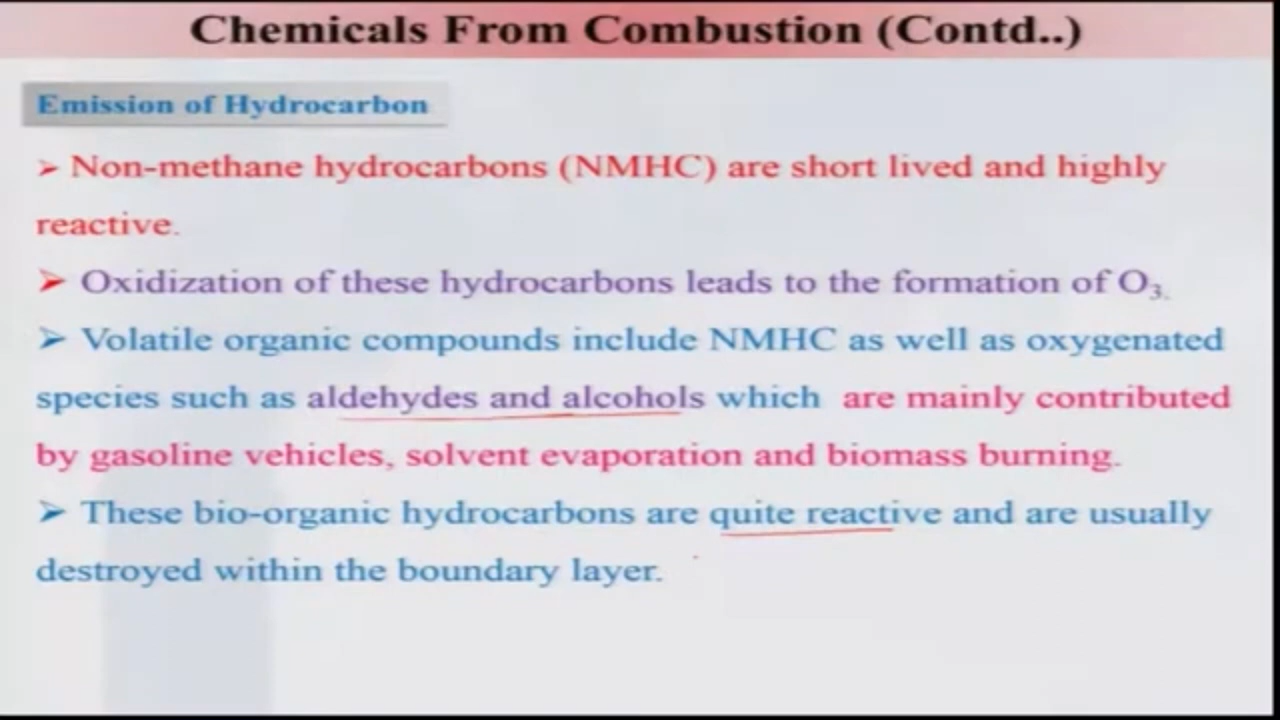 Chemicals From Combustion (Contd..)
Emission of Hydrocarbon
➢ Non-methane hydrocarbons (NMHC) are short lived and highly
reactive.
➢ Oxidization of these hydrocarbons leads to the formation of O₃.
➢ Volatile organic compounds include NMHC as well as oxygenated
species such as aldehydes and alcohols which are mainly contributed
by gasoline vehicles, solvent evaporation and biomass burning.
➢ These bio-organic hydrocarbons are quite reactive and are usually
destroyed within the boundary layer.